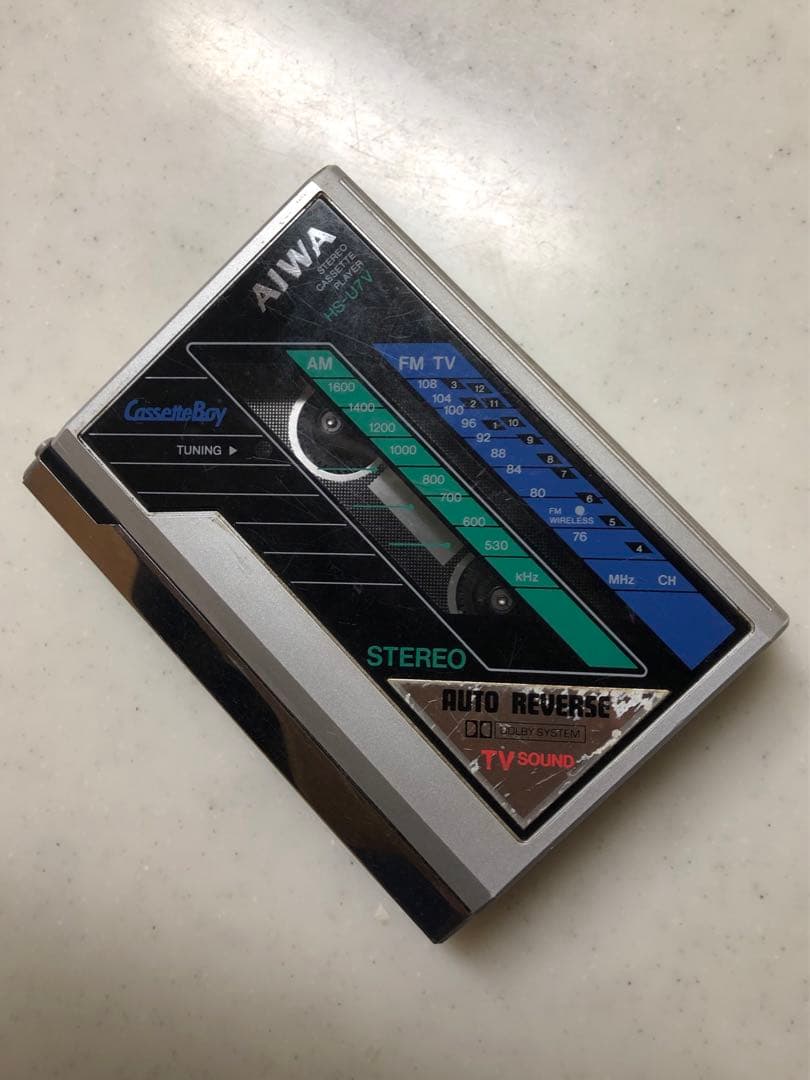 AIWA
STEREO
CASSETTE
PLAYER
HS-U7V
CassetteBoy
TUNING ▶
AM
1600
1400
1200
1000
800
700
600
530
kHz
FM TV
108 3 12
104 2 11
100
96 1 10
92 9
88 8
84 7
80 6
FM
WIRELESS 5
76 4
MHz CH
STEREO
AUTO REVERSE
DOLBY SYSTEM
TV SOUND